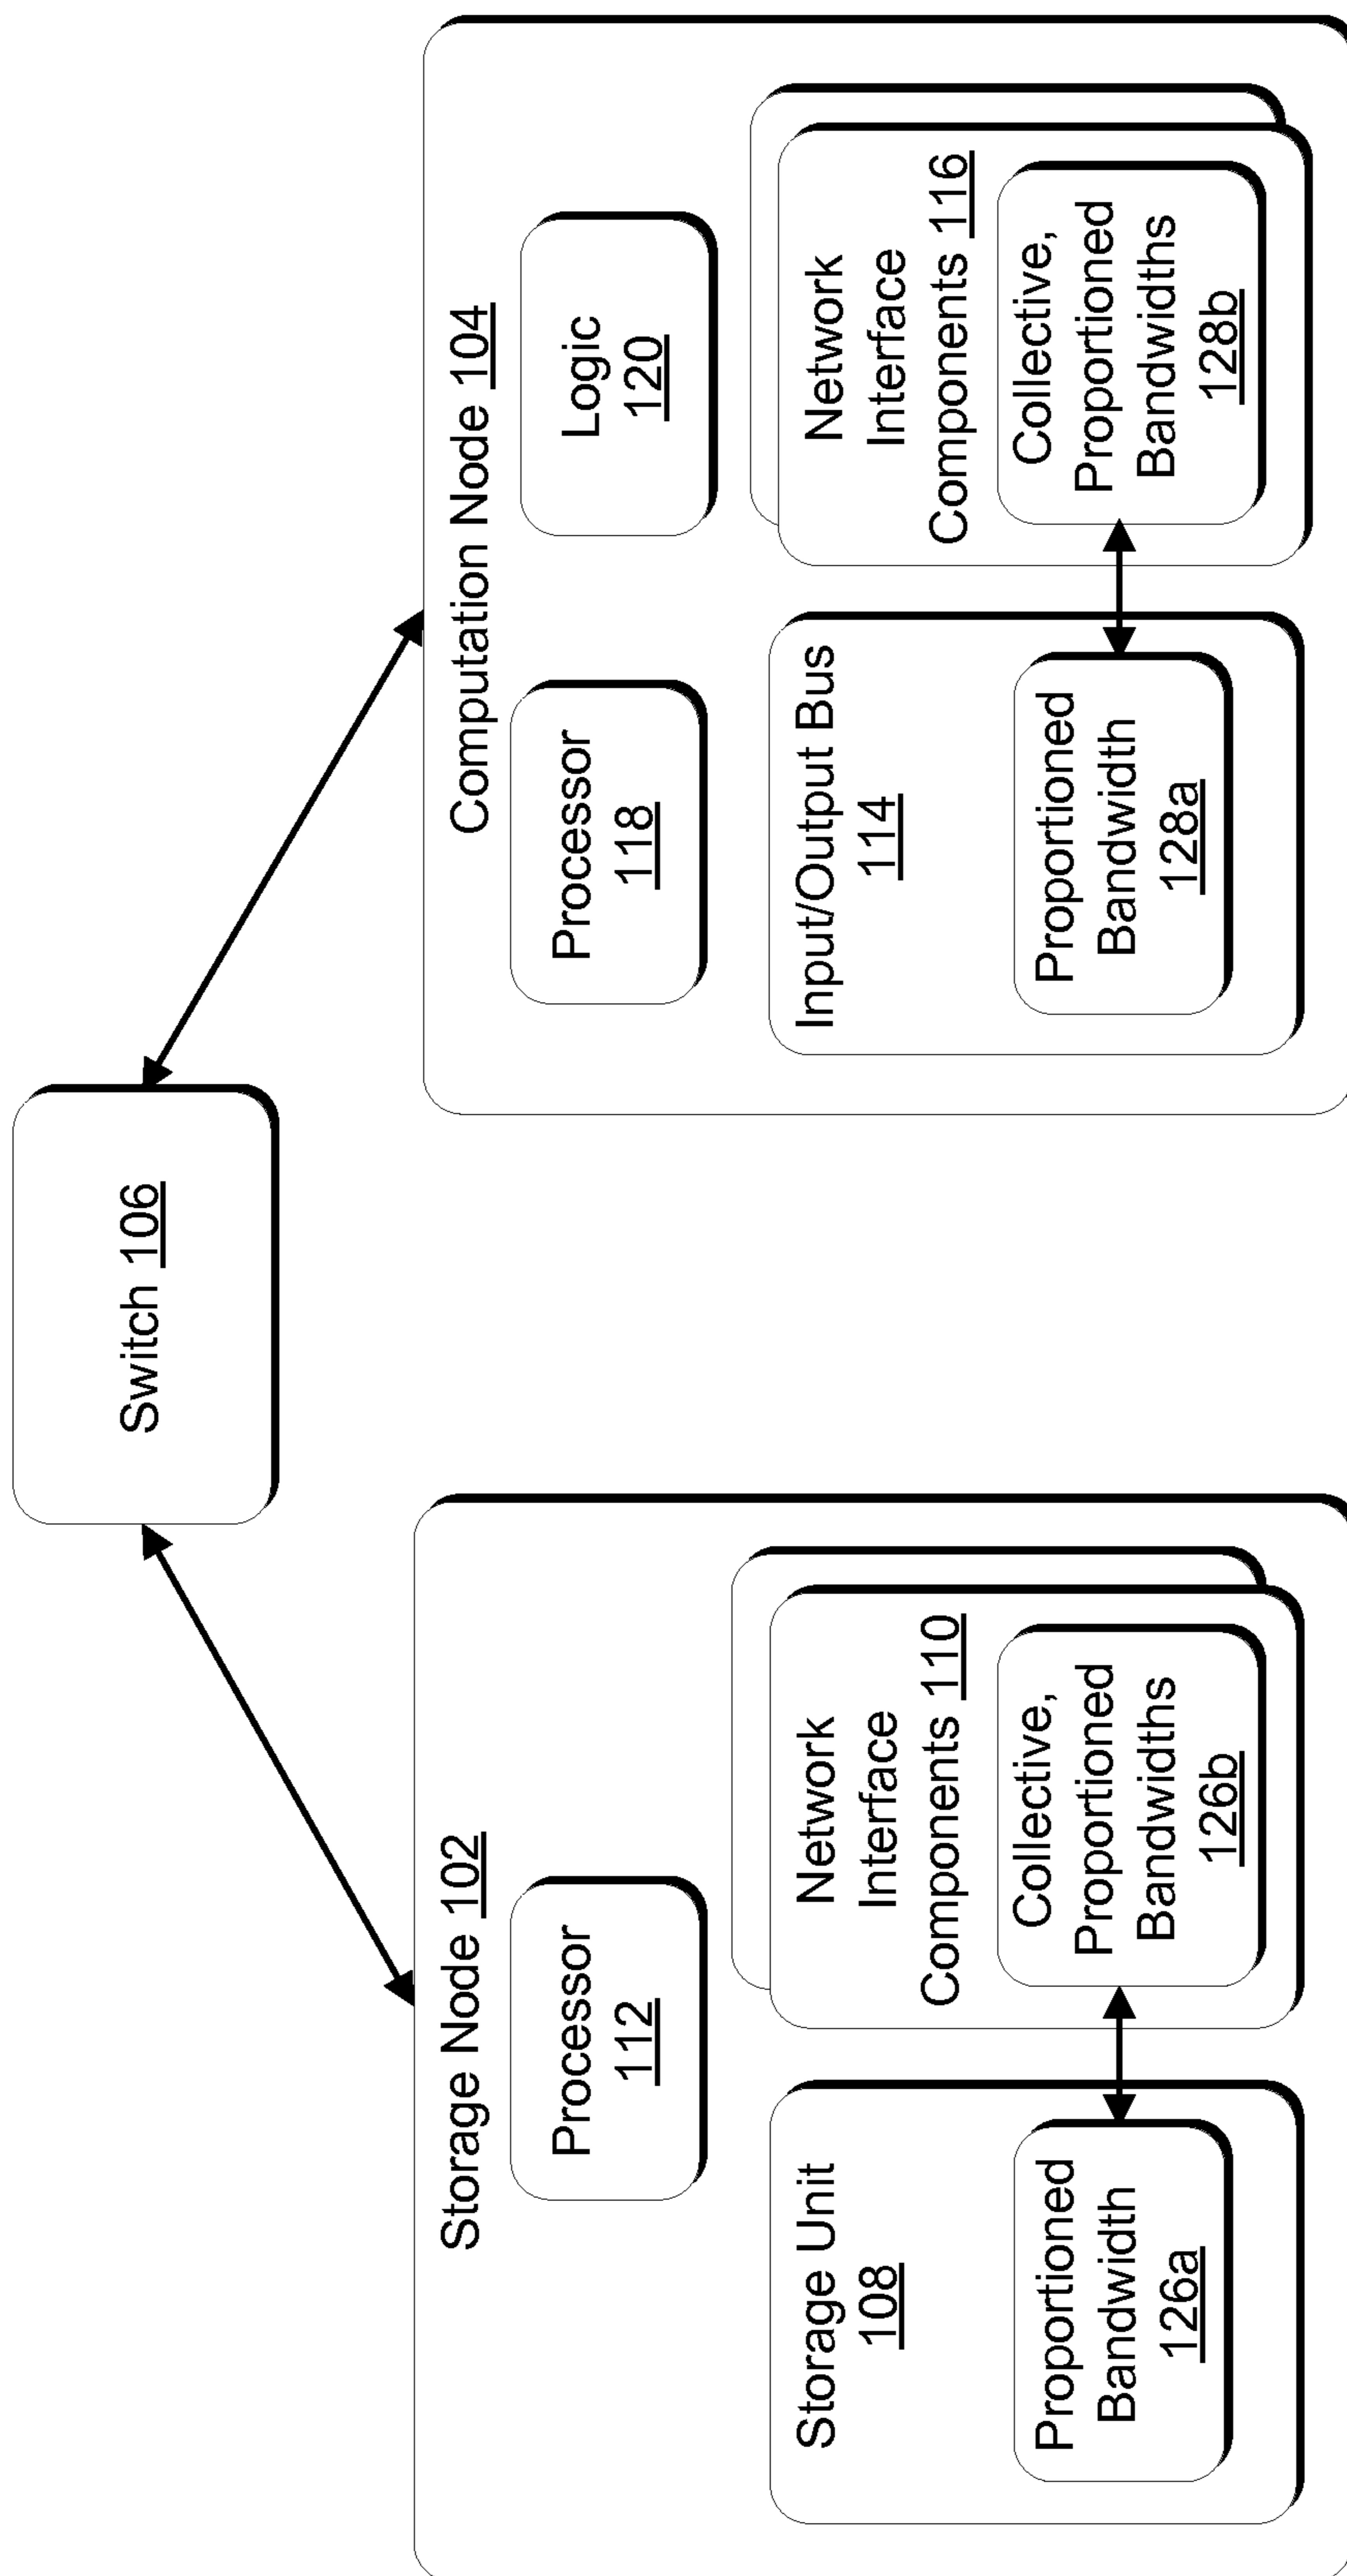 Switch 106
Storage Node 102
Processor
112
Storage Unit
108
Proportioned
Bandwidth
126a
Network
Interface
Components 110
Collective,
Proportioned
Bandwidths
126b
Computation Node 104
Processor
118
Logic
120
Input/Output Bus
114
Proportioned
Bandwidth
128a
Network
Interface
Components 116
Collective,
Proportioned
Bandwidths
128b